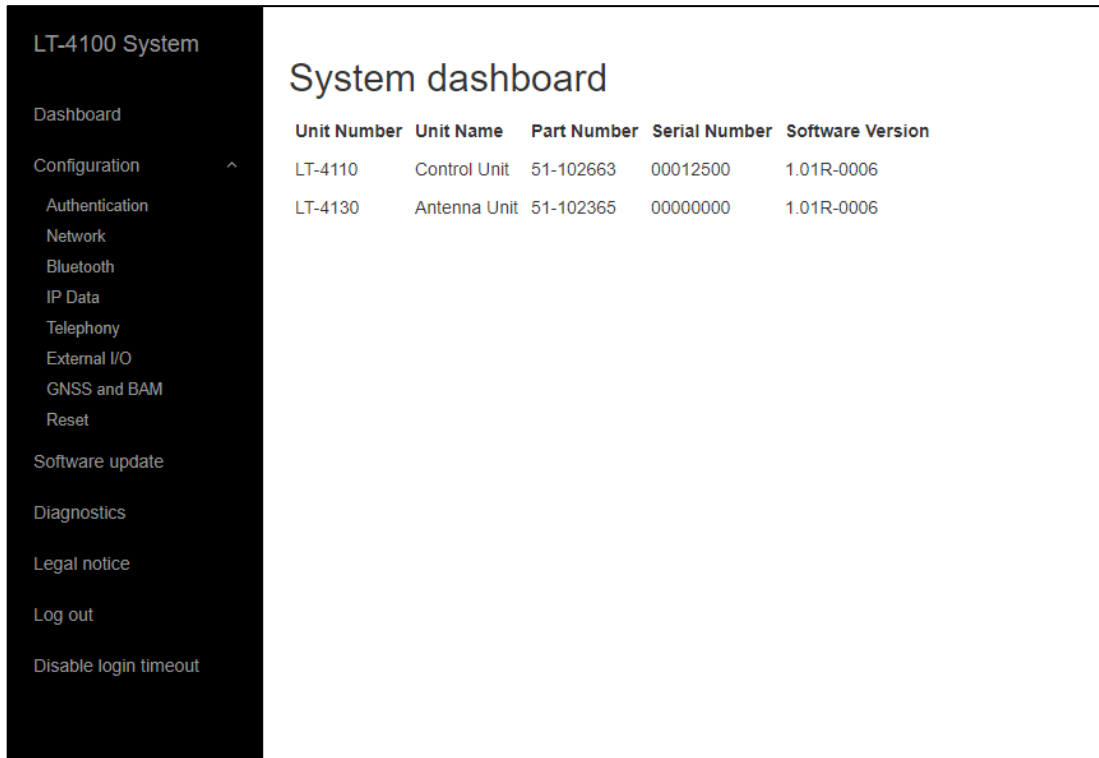 LT-4100 System
Dashboard
Configuration
Authentication
Network
Bluetooth
IP Data
Telephony
External I/O
GNSS and BAM
Reset
Software update
Diagnostics
Legal notice
Log out
Disable login timeout
System dashboard
Unit Number Unit Name Part Number Serial Number Software Version
LT-4110 Control Unit 51-102663 00012500 1.01R-0006
LT-4130 Antenna Unit 51-102365 00000000 1.01R-0006